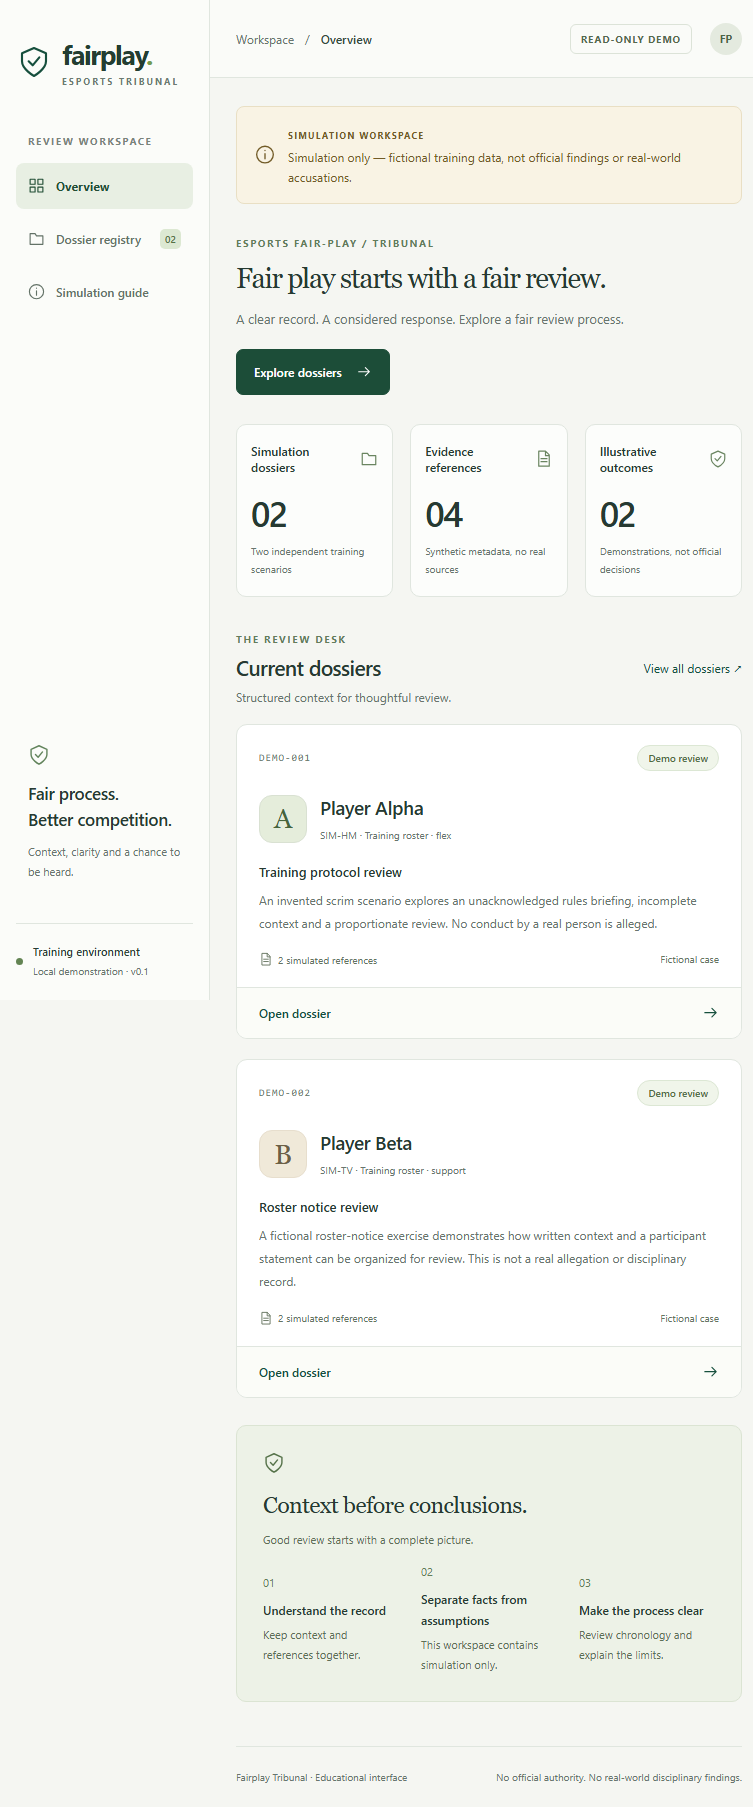 fairplay.
ESPORTS TRIBUNAL
REVIEW WORKSPACE
Overview
Dossier registry 02
Simulation guide
Fair process.
Better competition.
Context, clarity and a chance to
be heard.
Training environment
Local demonstration · v0.1
Workspace / Overview
READ-ONLY DEMO
FP
SIMULATION WORKSPACE
Simulation only — fictional training data, not official findings or real-world
accusations.
ESPORTS FAIR-PLAY / TRIBUNAL
Fair play starts with a fair review.
A clear record. A considered response. Explore a fair review process.
Explore dossiers →
Simulation
dossiers
02
Two independent training
scenarios
Evidence
references
04
Synthetic metadata, no real
sources
Illustrative
outcomes
02
Demonstrations, not official
decisions
THE REVIEW DESK
Current dossiers
View all dossiers ↗
Structured context for thoughtful review.
DEMO-001
Demo review
A
Player Alpha
SIM-HM · Training roster · flex
Training protocol review
An invented scrim scenario explores an unacknowledged rules briefing, incomplete
context and a proportionate review. No conduct by a real person is alleged.
2 simulated references
Fictional case
Open dossier →
DEMO-002
Demo review
B
Player Beta
SIM-TV · Training roster · support
Roster notice review
A fictional roster-notice exercise demonstrates how written context and a participant
statement can be organized for review. This is not a real allegation or disciplinary
record.
2 simulated references
Fictional case
Open dossier →
Context before conclusions.
Good review starts with a complete picture.
01
Understand the record
Keep context and
references together.
02
Separate facts from
assumptions
This workspace contains
simulation only.
03
Make the process clear
Review chronology and
explain the limits.
Fairplay Tribunal · Educational interface
No official authority. No real-world disciplinary findings.